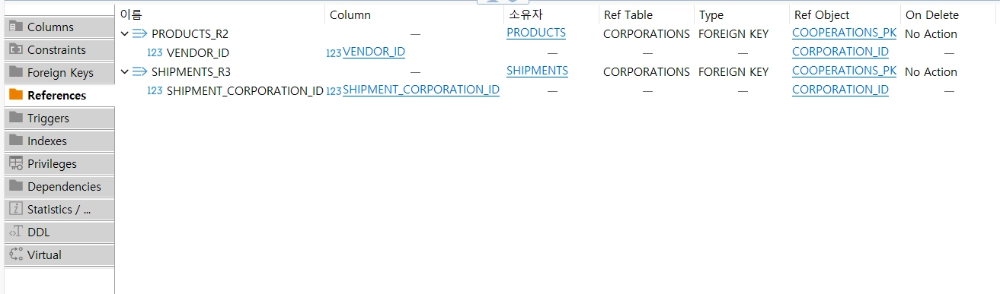 이름 Column 소유자 Ref Table Type Ref Object On Delete
Columns
PRODUCTS_R2 — PRODUCTS CORPORATIONS FOREIGN KEY COOPERATIONS_PK No Action
Constraints
123 VENDOR_ID 123 VENDOR_ID — — — CORPORATION_ID —
Foreign Keys
SHIPMENTS_R3 — SHIPMENTS CORPORATIONS FOREIGN KEY COOPERATIONS_PK No Action
References
123 SHIPMENT_CORPORATION_ID 123 SHIPMENT_CORPORATION_ID — — — CORPORATION_ID —
Triggers
Indexes
Privileges
Dependencies
Statistics / ...
DDL
Virtual